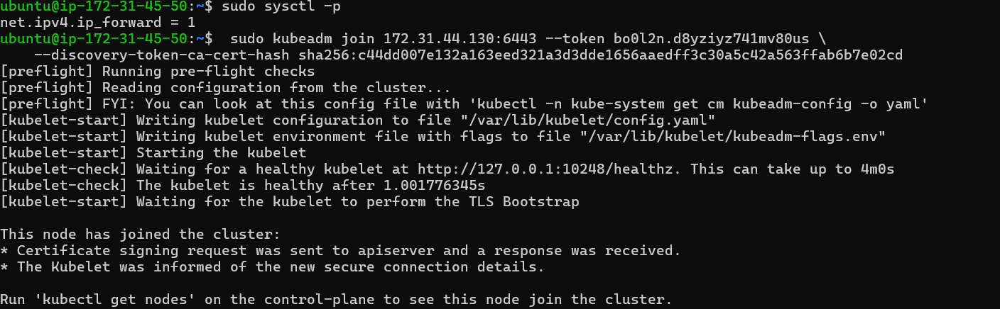 ubuntu@ip-172-31-45-50:~$ sudo sysctl -p
net.ipv4.ip_forward = 1
ubuntu@ip-172-31-45-50:~$  sudo kubeadm join 172.31.44.130:6443 --token bo0l2n.d8yziyz741mv80us \
    --discovery-token-ca-cert-hash sha256:c44dd007e132a163eed321a3d3dde1656aaedff3c30a5c42a563ffab6b7e02cd
[preflight] Running pre-flight checks
[preflight] Reading configuration from the cluster...
[preflight] FYI: You can look at this config file with 'kubectl -n kube-system get cm kubeadm-config -o yaml'
[kubelet-start] Writing kubelet configuration to file "/var/lib/kubelet/config.yaml"
[kubelet-start] Writing kubelet environment file with flags to file "/var/lib/kubelet/kubeadm-flags.env"
[kubelet-start] Starting the kubelet
[kubelet-check] Waiting for a healthy kubelet at http://127.0.0.1:10248/healthz. This can take up to 4m0s
[kubelet-check] The kubelet is healthy after 1.001776345s
[kubelet-start] Waiting for the kubelet to perform the TLS Bootstrap

This node has joined the cluster:
* Certificate signing request was sent to apiserver and a response was received.
* The Kubelet was informed of the new secure connection details.

Run 'kubectl get nodes' on the control-plane to see this node join the cluster.